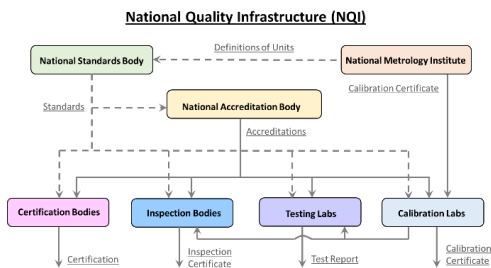 National Quality Infrastructure (NQI)
Definitions of Units
National Standards Body
National Metrology Institute
Calibration Certificate
Standards
National Accreditation Body
Accreditations
Certification Bodies
Inspection Bodies
Testing Labs
Calibration Labs
Certification
Inspection
Certificate
Test Report
Calibration
Certificate